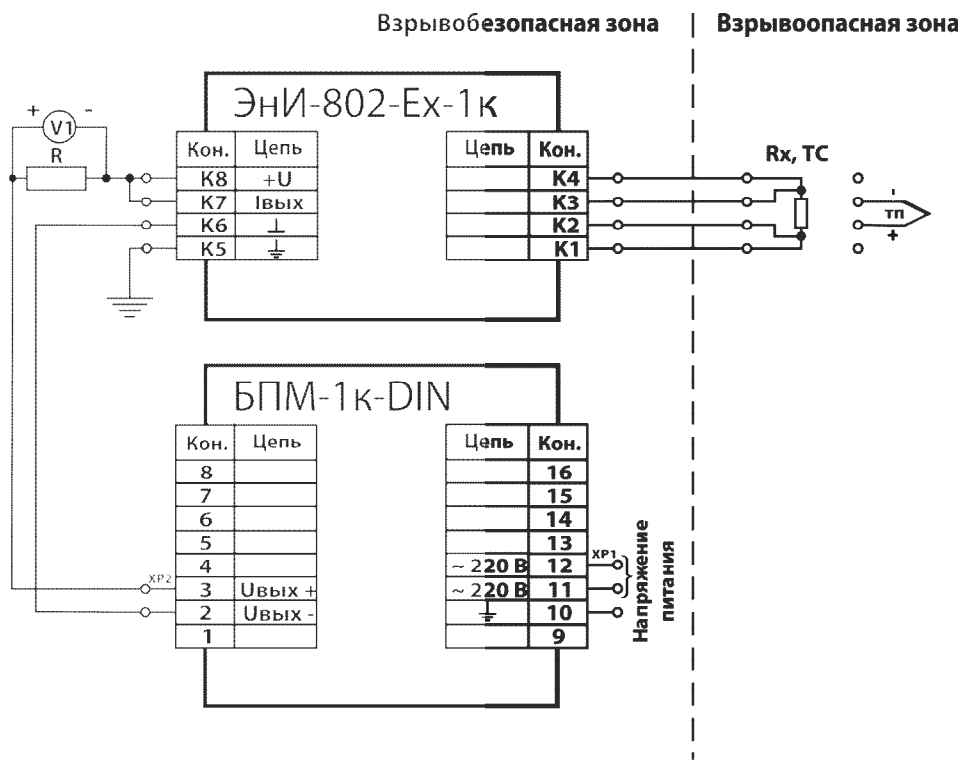 Взрывобезопасная зона
Взрывоопасная зона
ЭнИ-802-Ex-1к
+ -
V1
R
Кон. Цепь
K8 +U
K7 Iвых
K6 ⊥
K5 ⏚
Цепь Кон.
K4
K3
K2
K1
Rx, ТС
-
ТП
+
БПМ-1к-DIN
Кон. Цепь
8
7
6
5
4
XP2
3 Uвых +
2 Uвых -
1
Цепь Кон.
16
15
14
13
~ 220 В 12
~ 220 В 11
⏚ 10
9
XP1
Напряжение
питания